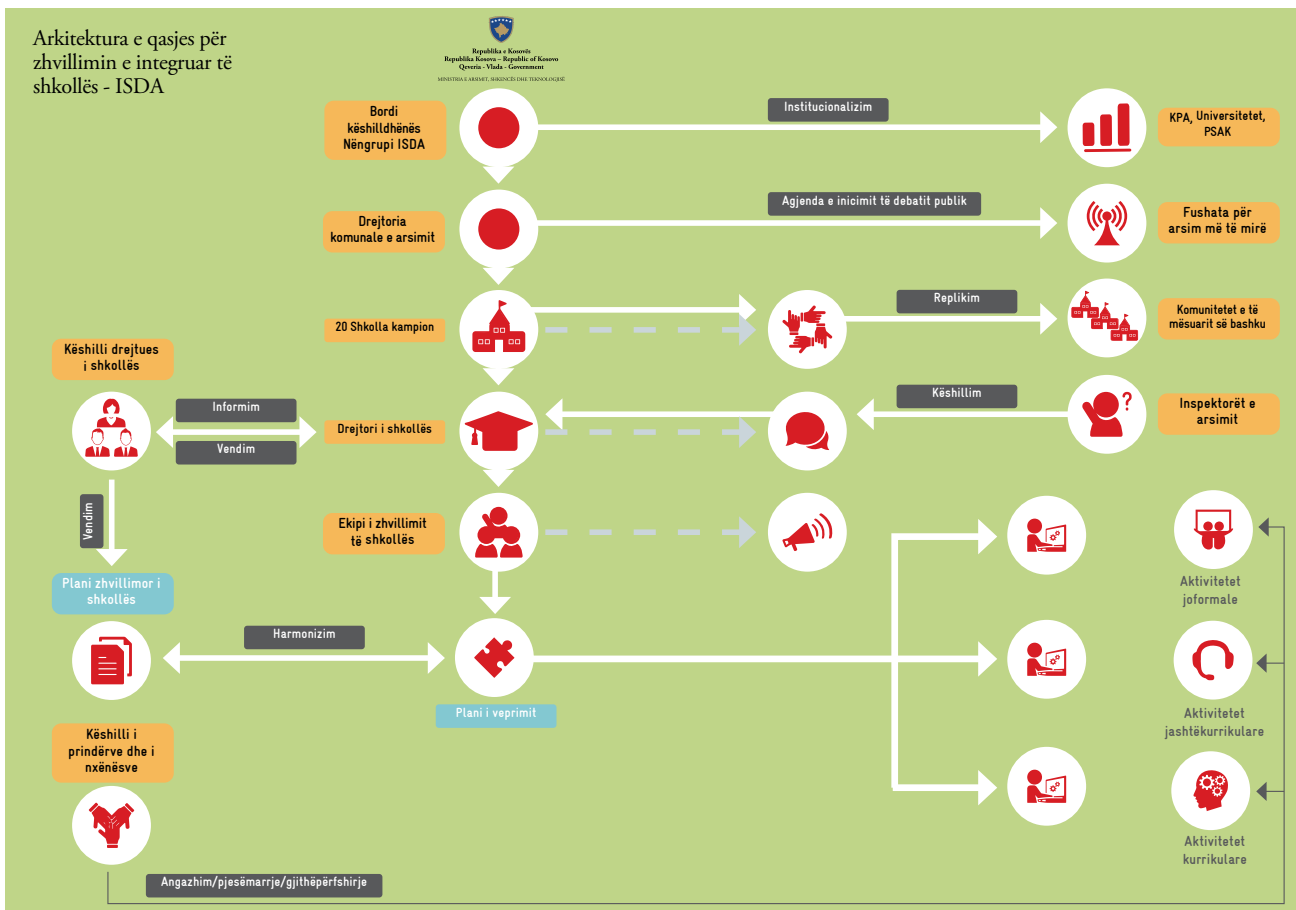 Arkitektura e qasjes për
zhvillimin e integruar të
shkollës - ISDA
Republika e Kosovës
Republika Kosova – Republic of Kosovo
Qeveria - Vlada - Government
MINISTRIA E ARSIMIT, SHKENCËS DHE TEKNOLOGJISË
Bordi
këshilldhënës
Nëngrupi ISDA
Institucionalizim
KPA, Universitetet,
PSAK
Drejtoria
komunale e arsimit
Agjenda e inicimit të debatit publik
Fushata për
arsim më të mirë
20 Shkolla kampion
Replikim
Komunitetet e të
mësuarit së bashku
Këshilli drejtues
i shkollës
Informim
Vendim
Drejtori i shkollës
Këshillim
?
Inspektorët e
arsimit
Vendim
Ekipi i zhvillimit
të shkollës
Aktivitetet
joformale
Plani zhvillimor i
shkollës
Harmonizim
Plani i veprimit
Aktivitetet
jashtëkurrikulare
Këshilli i
prindërve dhe i
nxënësve
Aktivitetet
kurrikulare
Angazhim/pjesëmarrje/gjithëpërfshirje